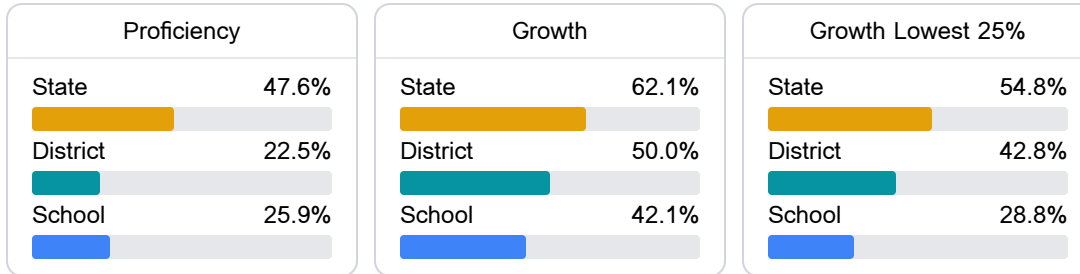 Proficiency
State 47.6%
District 22.5%
School 25.9%
Growth
State 62.1%
District 50.0%
School 42.1%
Growth Lowest 25%
State 54.8%
District 42.8%
School 28.8%